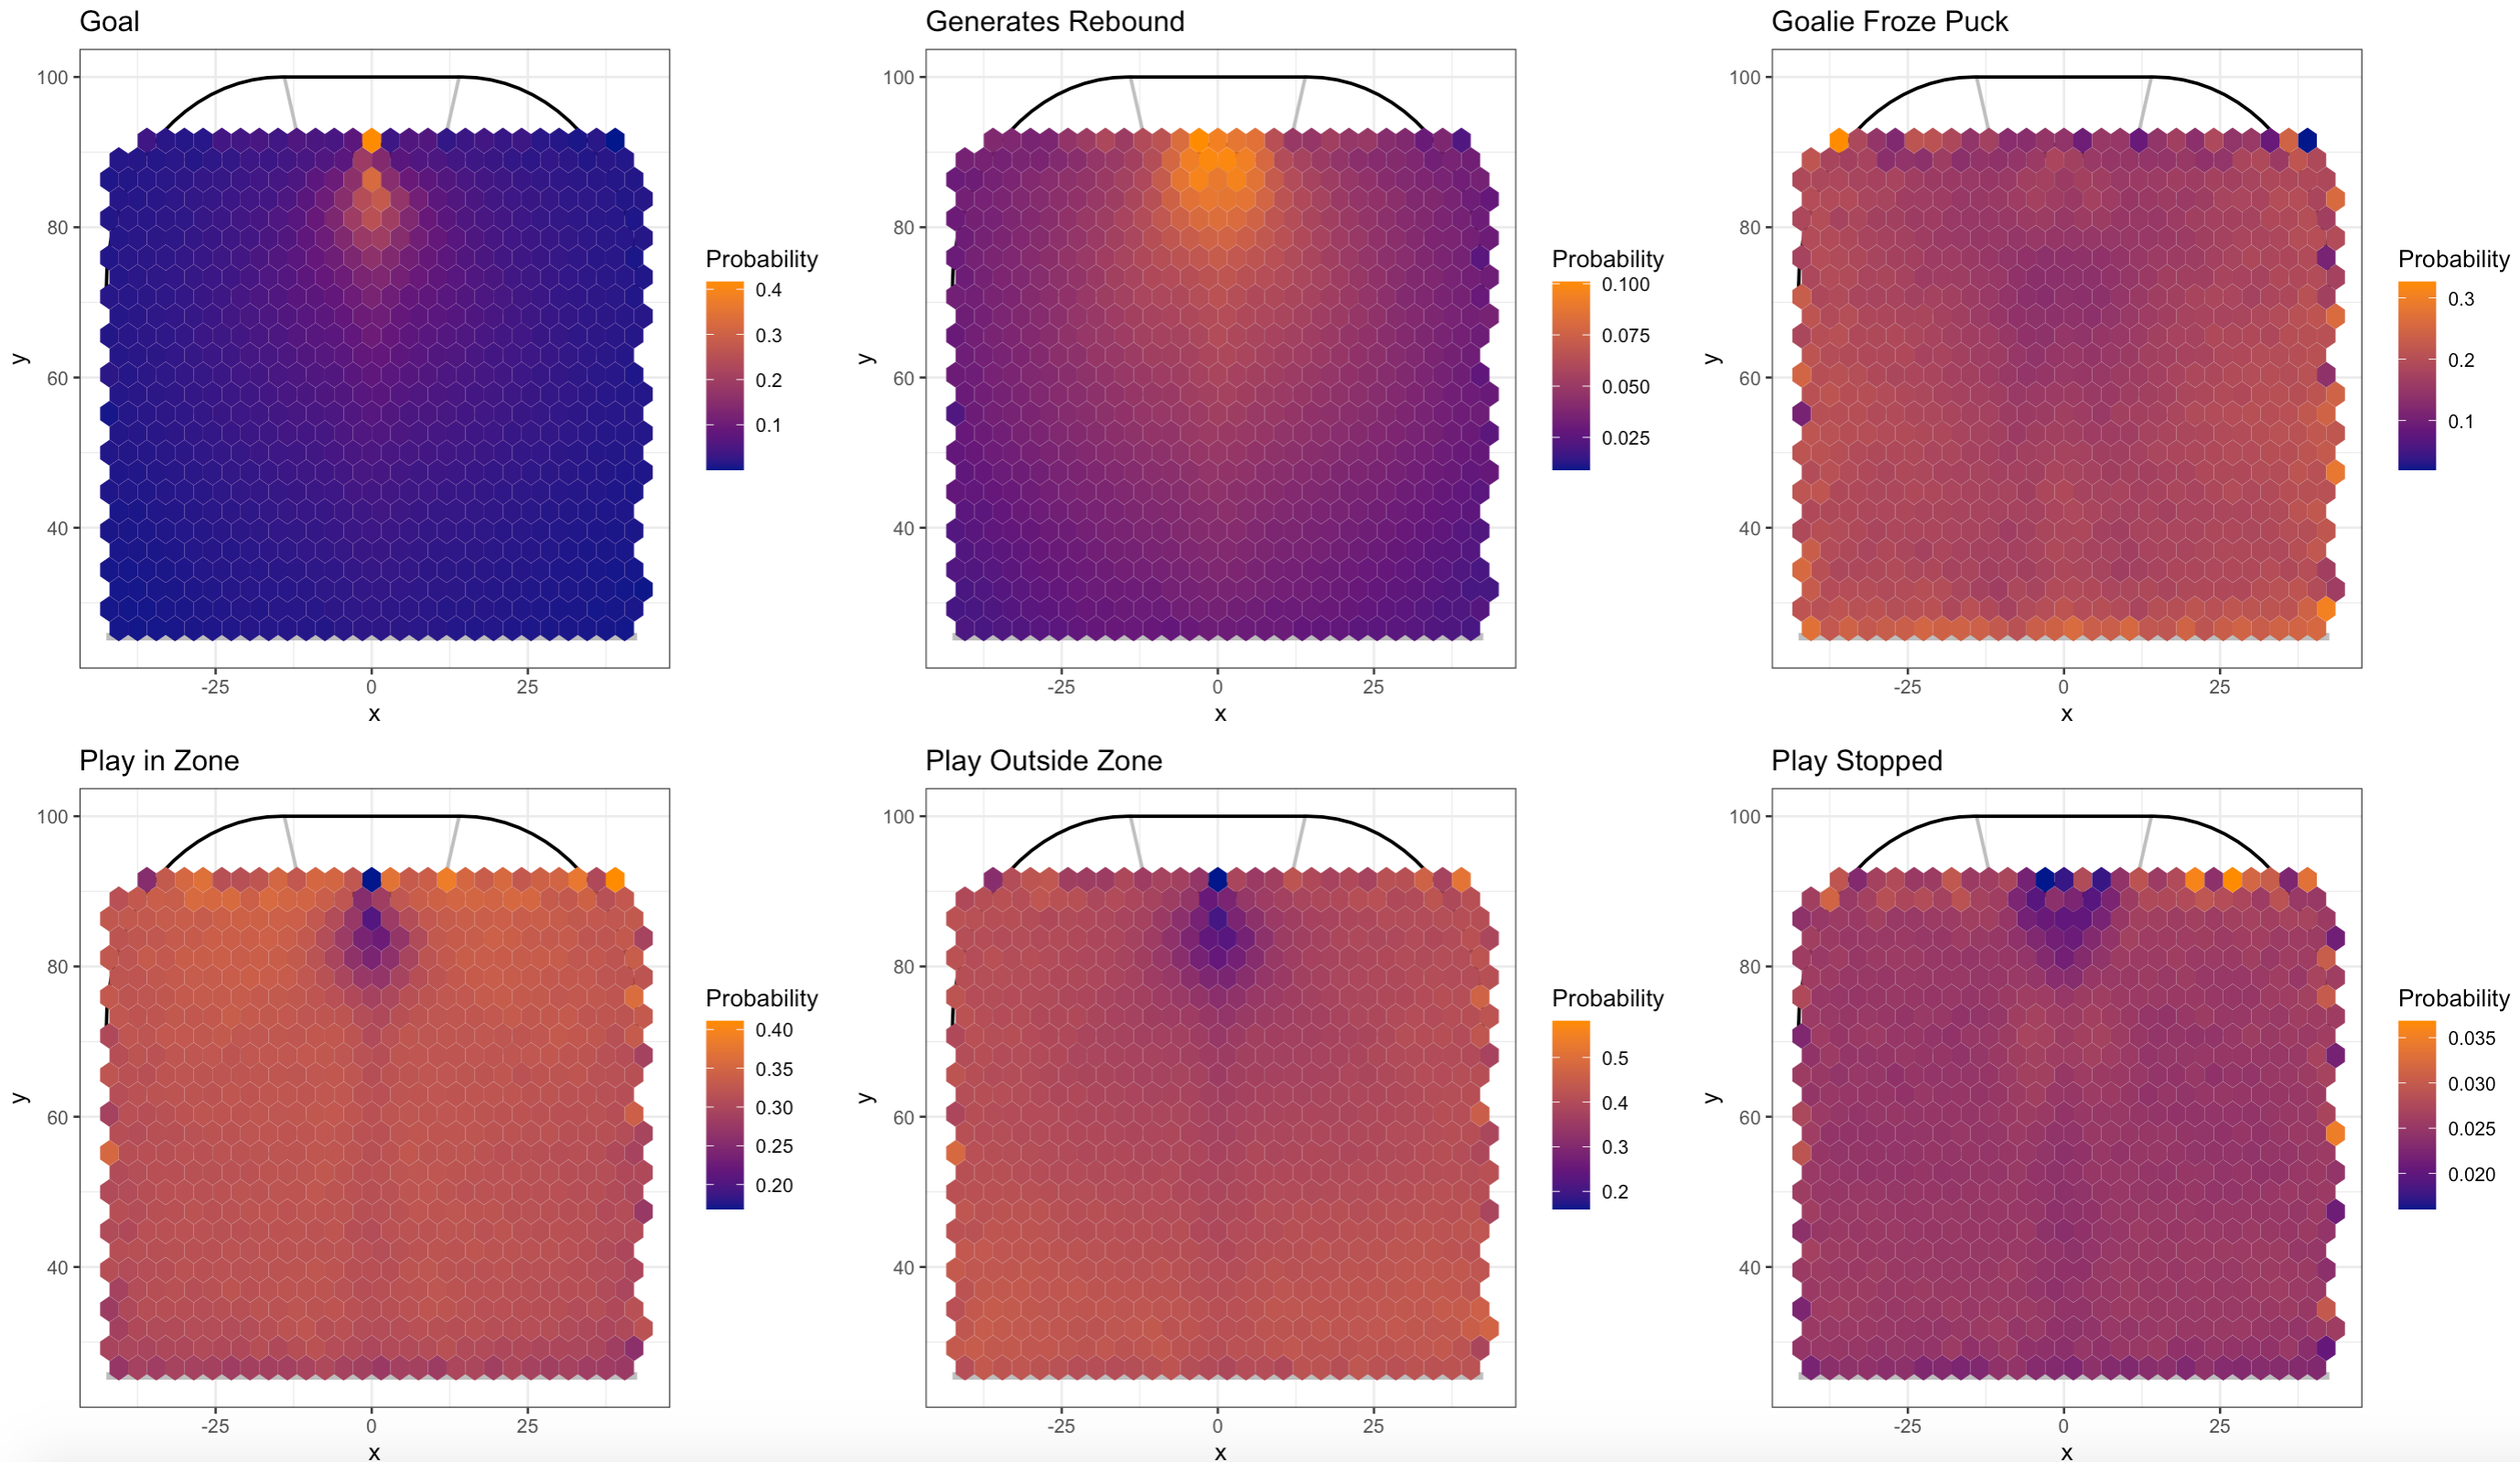 Goal
100
80
60
40
y
-25
0
25
x
Probability
0.4
0.3
0.2
0.1
Generates Rebound
100
80
60
40
y
-25
0
25
x
Probability
0.100
0.075
0.050
0.025
Goalie Froze Puck
100
80
60
40
y
-25
0
25
x
Probability
0.3
0.2
0.1
Play in Zone
100
80
60
40
y
-25
0
25
x
Probability
0.40
0.35
0.30
0.25
0.20
Play Outside Zone
100
80
60
40
y
-25
0
25
x
Probability
0.5
0.4
0.3
0.2
Play Stopped
100
80
60
40
y
-25
0
25
x
Probability
0.035
0.030
0.025
0.020